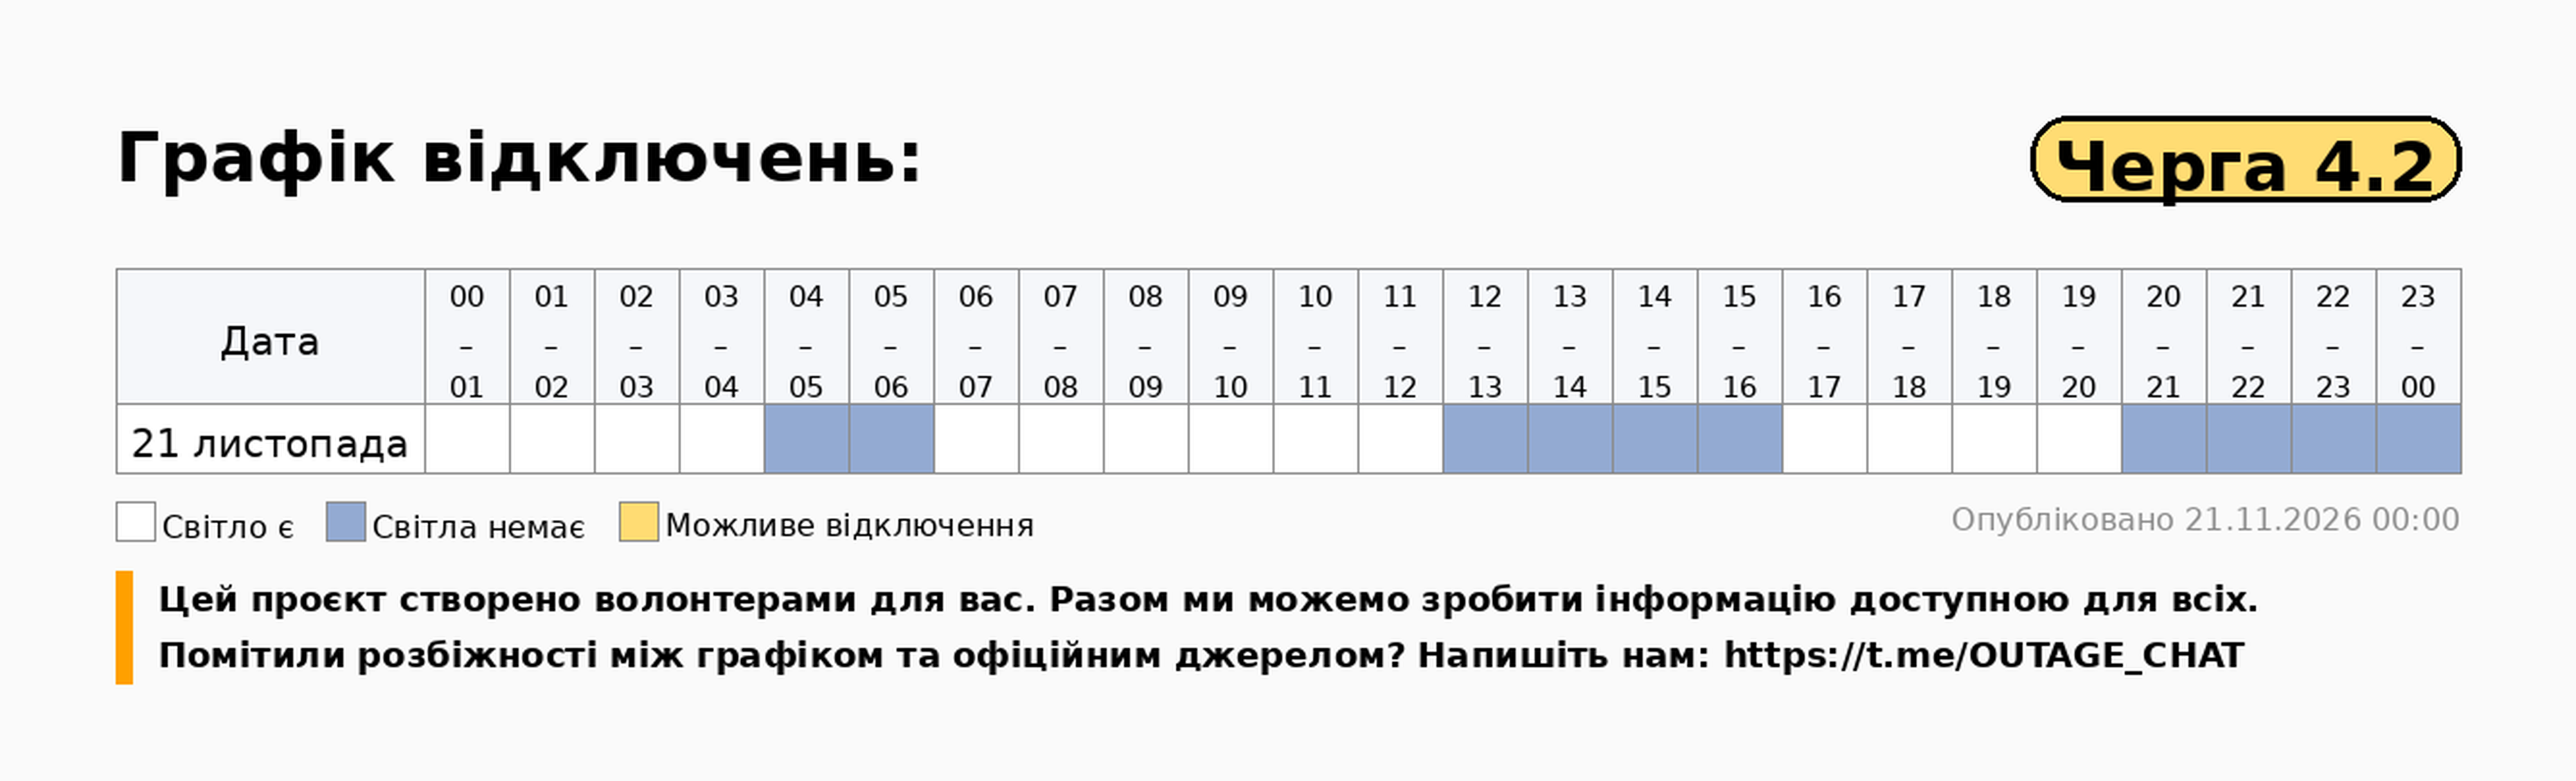 Графік відключень:
Черга 4.2
Дата
00 – 01
01 – 02
02 – 03
03 – 04
04 – 05
05 – 06
06 – 07
07 – 08
08 – 09
09 – 10
10 – 11
11 – 12
12 – 13
13 – 14
14 – 15
15 – 16
16 – 17
17 – 18
18 – 19
19 – 20
20 – 21
21 – 22
22 – 23
23 – 00
21 листопада
Світло є
Світла немає
Можливе відключення
Опубліковано 21.11.2026 00:00
Цей проєкт створено волонтерами для вас. Разом ми можемо зробити інформацію доступною для всіх.
Помітили розбіжності між графіком та офіційним джерелом? Напишіть нам: https://t.me/OUTAGE_CHAT